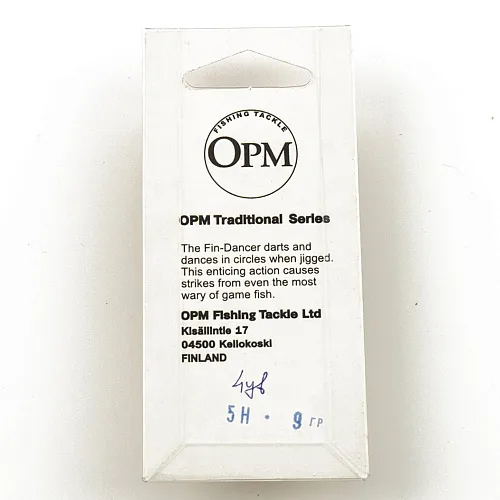 FISHING TACKLE
OPM
OPM Traditional Series
The Fin-Dancer darts and
dances in circles when jigged.
This enticing action causes
strikes from even the most
wary of game fish.
OPM Fishing Tackle Ltd
Kisällintie 17
04500 Kellokoski
FINLAND
5H · 9 ГР